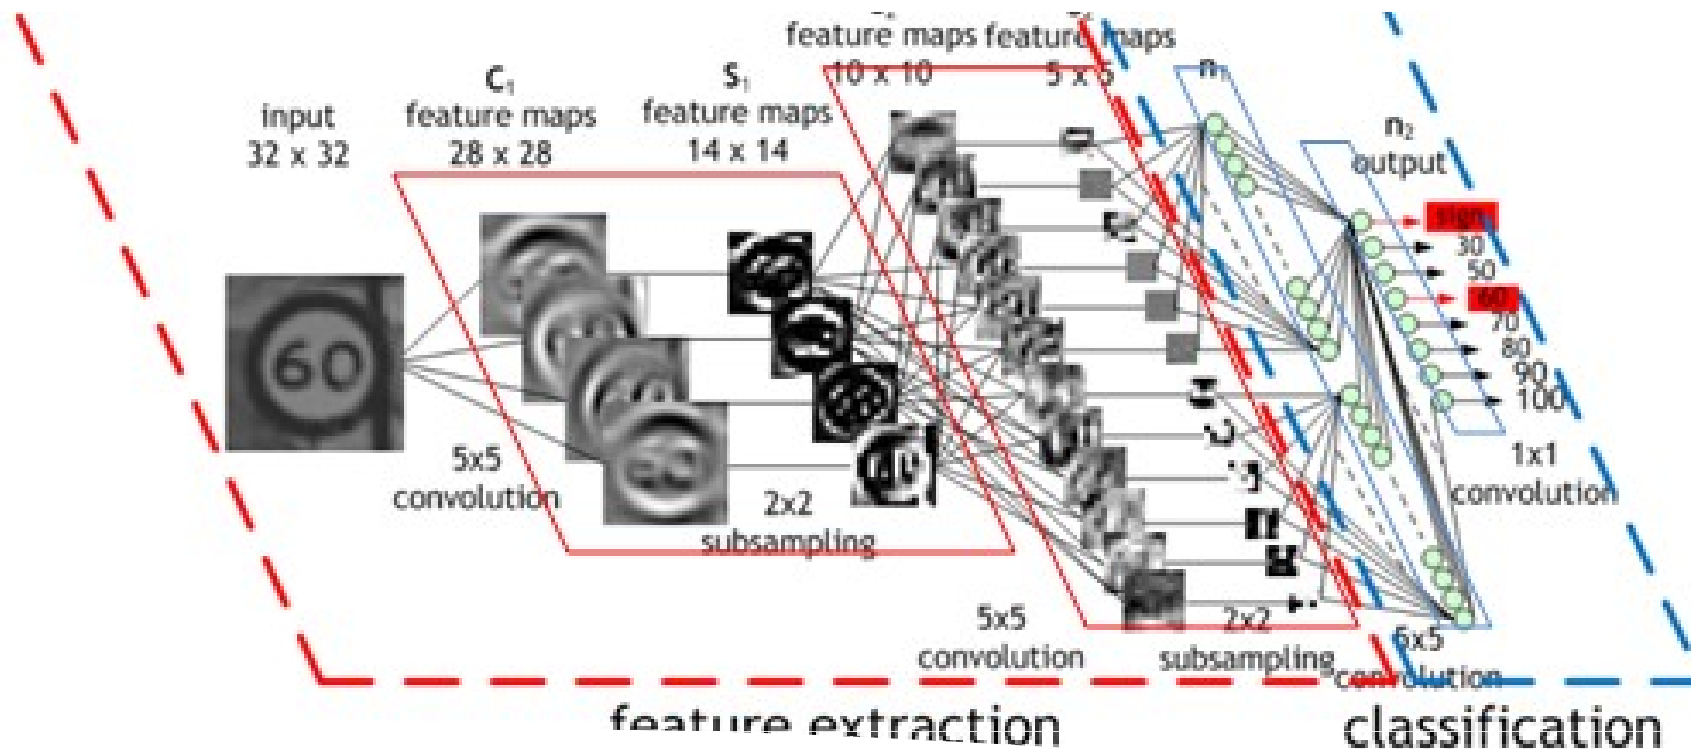 input
32 x 32
C₁
feature maps
28 x 28
S₁
feature maps
14 x 14
feature maps
10 x 10
feature maps
5 x 5
n₁
n₂
output
sign
30
50
60
70
80
90
100
60
5x5
convolution
2x2
subsampling
5x5
convolution
2x2
subsampling
5x5
convolution
1x1
convolution
feature extraction
classification